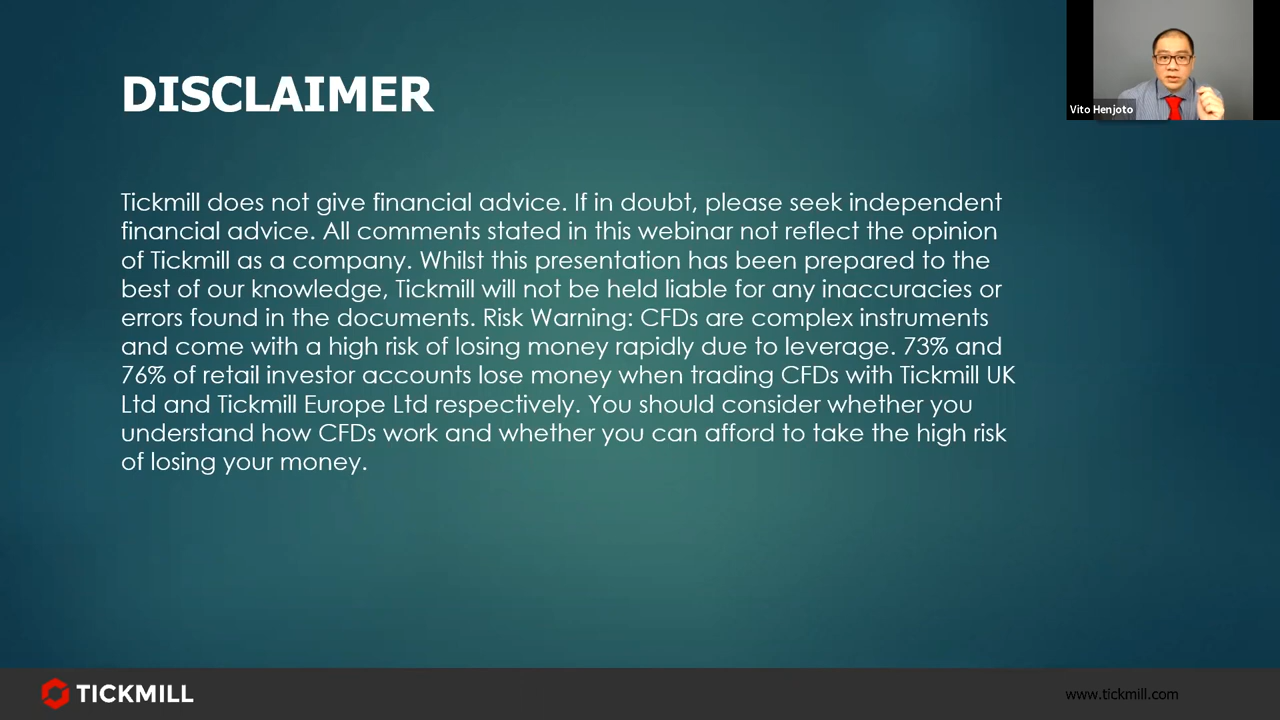 DISCLAIMER
Vito Henjoto
Tickmill does not give financial advice. If in doubt, please seek independent
financial advice. All comments stated in this webinar not reflect the opinion
of Tickmill as a company. Whilst this presentation has been prepared to the
best of our knowledge, Tickmill will not be held liable for any inaccuracies or
errors found in the documents. Risk Warning: CFDs are complex instruments
and come with a high risk of losing money rapidly due to leverage. 73% and
76% of retail investor accounts lose money when trading CFDs with Tickmill UK
Ltd and Tickmill Europe Ltd respectively. You should consider whether you
understand how CFDs work and whether you can afford to take the high risk
of losing your money.
TICKMILL
www.tickmill.com